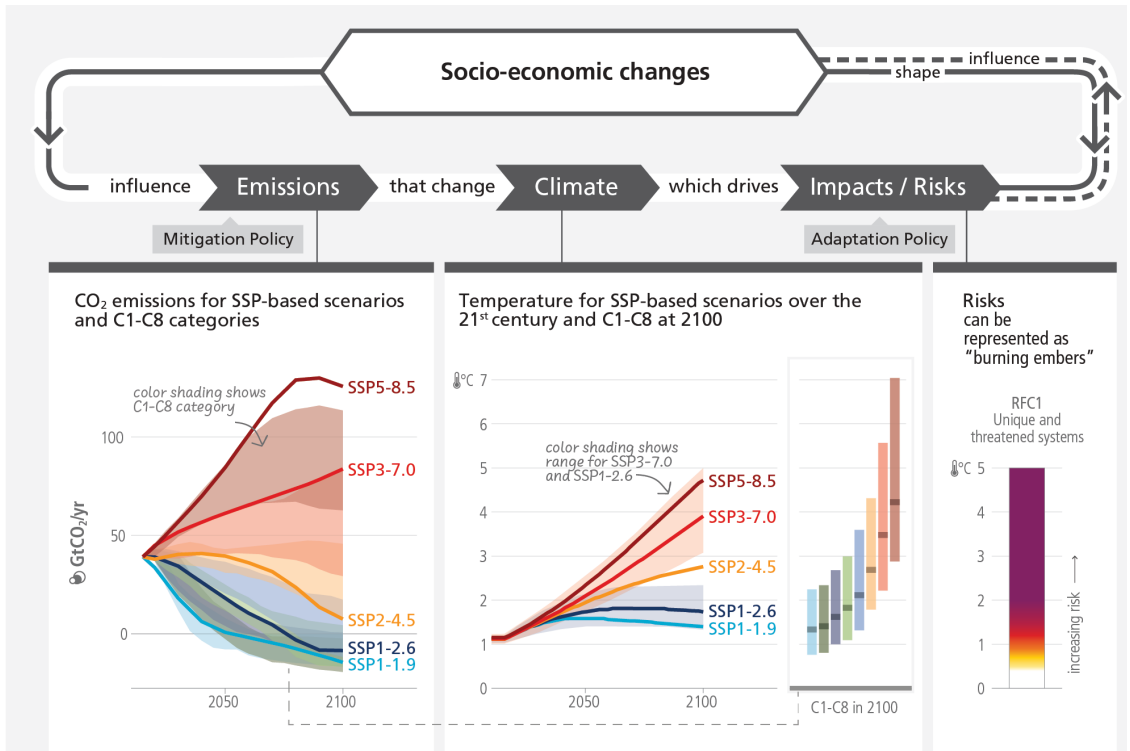 Socio-economic changes
influence
shape
influence
Emissions
that change
Climate
which drives
Impacts / Risks
Mitigation Policy
Adaptation Policy
CO₂ emissions for SSP-based scenarios
and C1-C8 categories
color shading shows
C1-C8 category
GtCO₂/yr
100
50
0
2050
2100
SSP5-8.5
SSP3-7.0
SSP2-4.5
SSP1-2.6
SSP1-1.9
Temperature for SSP-based scenarios over the
21st century and C1-C8 at 2100
°C
7
6
5
4
3
2
1
0
color shading shows
range for SSP3-7.0
and SSP1-2.6
SSP5-8.5
SSP3-7.0
SSP2-4.5
SSP1-2.6
SSP1-1.9
2050
2100
C1-C8 in 2100
Risks
can be
represented as
“burning embers”
RFC1
Unique and
threatened systems
°C
5
4
3
2
1
0
increasing risk